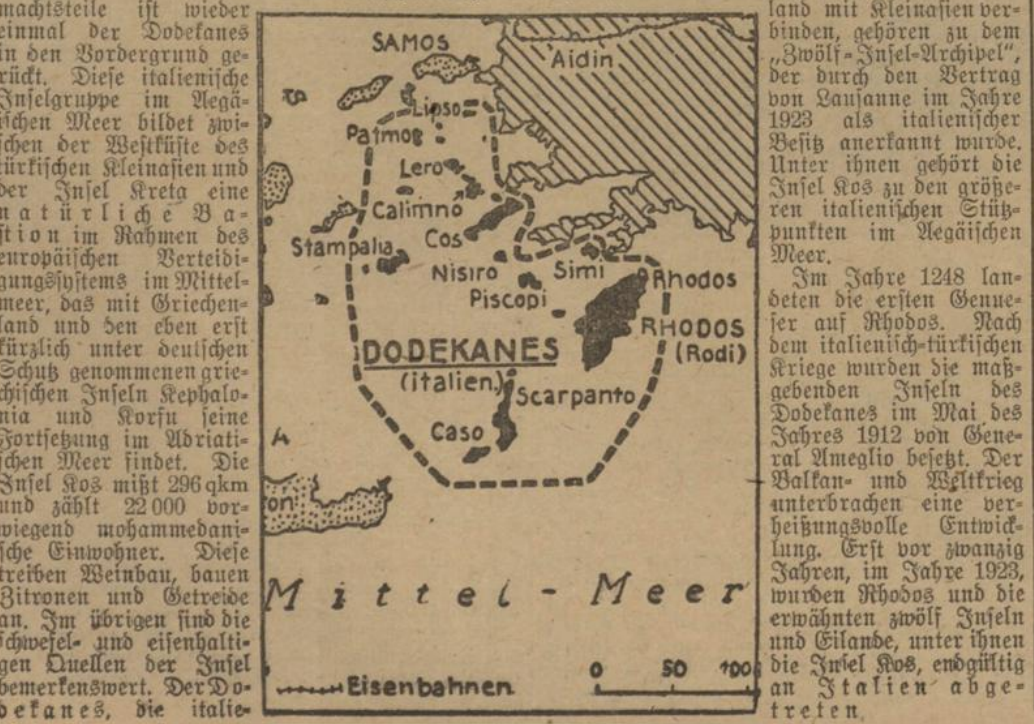 machtsteile ist wieder
einmal der Dodekanes
in den Vordergrund ge-
rückt. Diese italienische
Inselgruppe im Aegä-
ischen Meer bildet zwi-
schen der Westküste des
türkischen Kleinasien und
der Insel Kreta eine
natürliche Ba-
stion im Rahmen des
europäischen Verteidi-
gungssystems im Mittel-
meer, das mit Griechen-
land und den eben erst
kürzlich unter deutschen
Schutz genommenen grie-
chischen Inseln Kephalo-
nia und Korfu seine
Fortsetzung im Adriati-
schen Meer findet. Die
Insel Kos mißt 296 qkm
und zählt 22 000 vor-
wiegend mohammedani-
sche Einwohner. Diese
treiben Weinbau, bauen
Zitronen und Getreide
an. Im übrigen sind die
schwefel- und eisenhalti-
gen Quellen der Insel
bemerkenswert. Der Do-
dekanes, die italie-
SAMOS
Aidin
Lipso
Patmos
Lero
Calimno
Cos
Stampalia
Nisiro
Simi
Piscopi
Rhodos
RHODOS
(Rodi)
DODEKANES
(italien.)
Scarpanto
Caso
A
on
Mittel-Meer
0 50 100
Eisenbahnen
land mit Kleinasien ver-
binden, gehören zu dem
„Zwölf-Insel-Archipel“,
der durch den Vertrag
von Lausanne im Jahre
1923 als italienischer
Besitz anerkannt wurde.
Unter ihnen gehört die
Insel Kos zu den größe-
ren italienischen Stütz-
punkten im Aegäischen
Meer.
Im Jahre 1248 lan-
deten die ersten Genue-
ser auf Rhodos. Nach
dem italienisch-türkischen
Kriege wurden die maß-
gebenden Inseln des
Dodekanes im Mai des
Jahres 1912 von Gene-
ral Ameglio besetzt. Der
Balkan- und Weltkrieg
unterbrachen eine ver-
heißungsvolle Entwick-
lung. Erst vor zwanzig
Jahren, im Jahre 1923,
wurden Rhodos und die
erwähnten zwölf Inseln
und Eilande, unter ihnen
die Insel Kos, endgültig
an Italien abge-
treten.